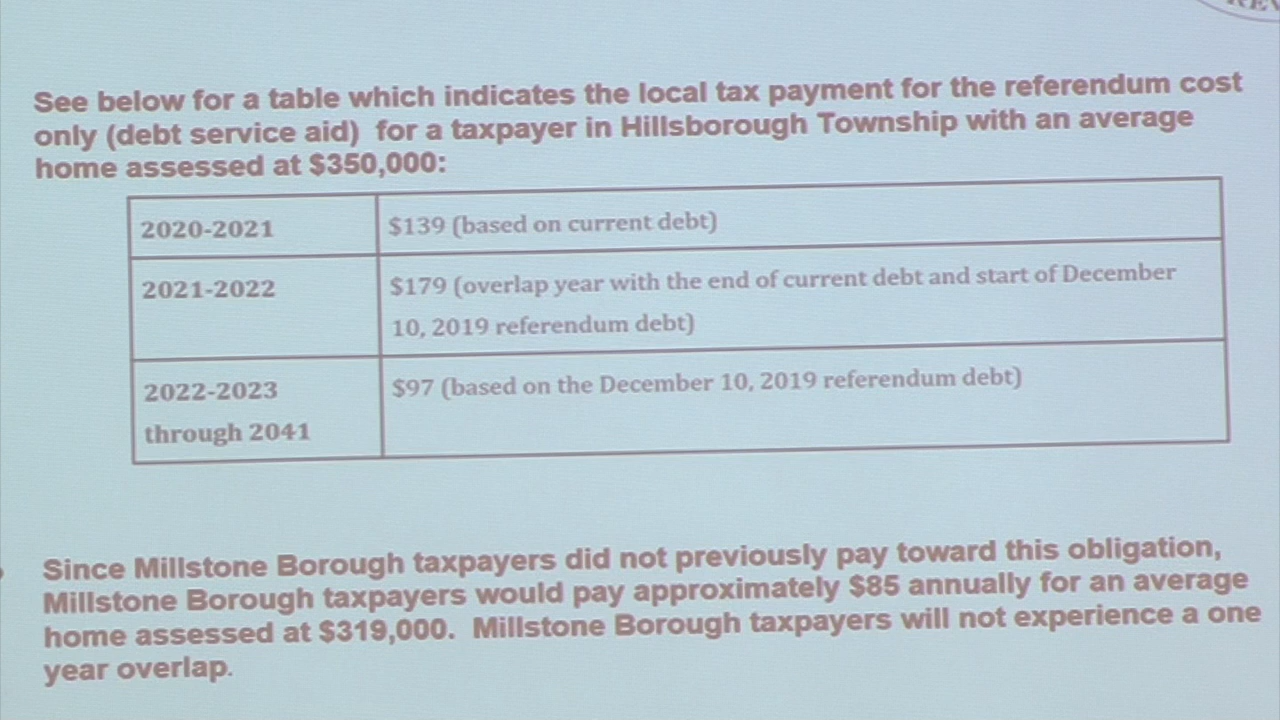 See below for a table which indicates the local tax payment for the referendum cost
only (debt service aid) for a taxpayer in Hillsborough Township with an average
home assessed at $350,000:
2020-2021 $139 (based on current debt)
2021-2022 $179 (overlap year with the end of current debt and start of December
10, 2019 referendum debt)
2022-2023 $97 (based on the December 10, 2019 referendum debt)
through 2041
Since Millstone Borough taxpayers did not previously pay toward this obligation,
Millstone Borough taxpayers would pay approximately $85 annually for an average
home assessed at $319,000. Millstone Borough taxpayers will not experience a one
year overlap.